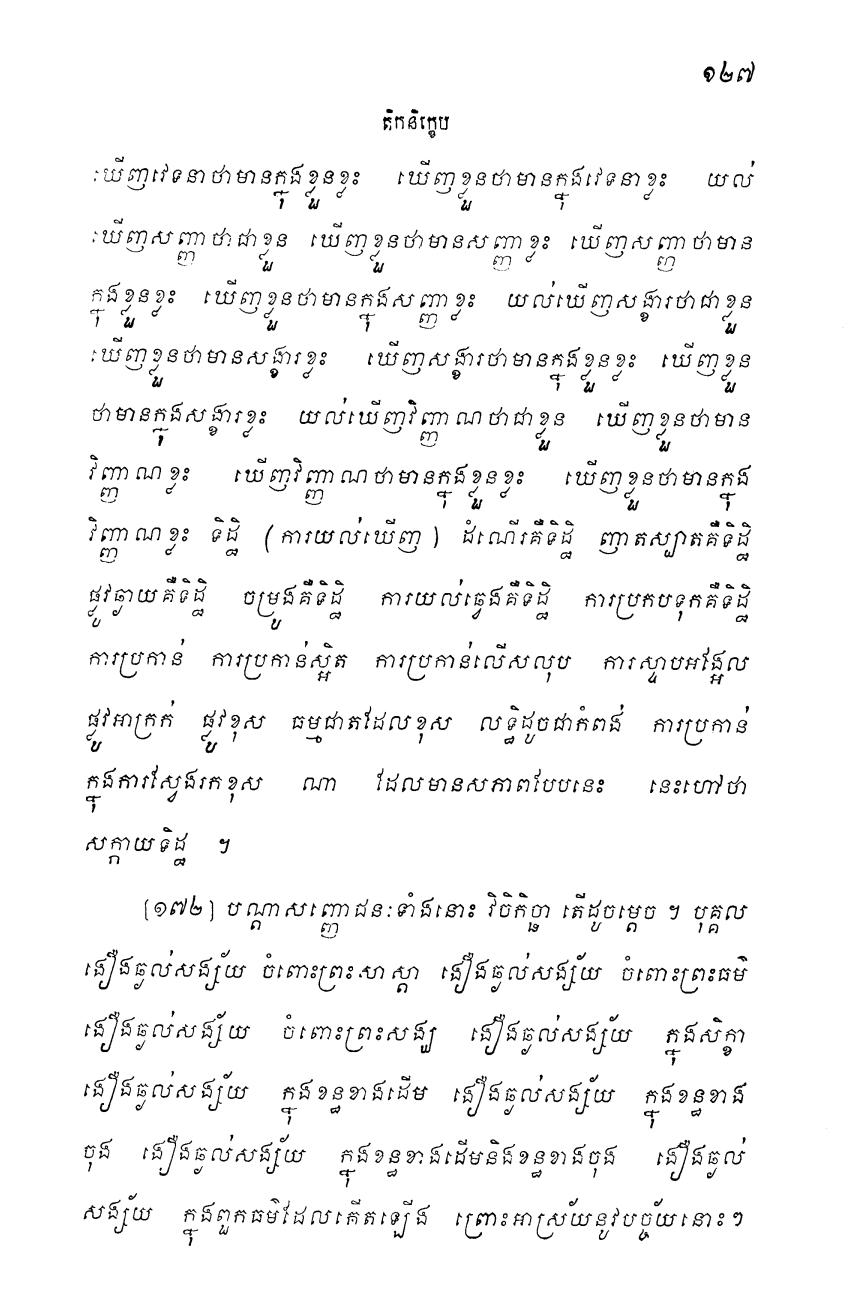 ១២៧
តិកនិក្ខេប
ឃើញវេទនាថាមានក្នុងខ្លួនខ្លះ ឃើញខ្លួនថាមានក្នុងវេទនាខ្លះ យល់
ឃើញសញ្ញាថាជាខ្លួន ឃើញខ្លួនថាមានសញ្ញាខ្លះ ឃើញសញ្ញាថាមាន
ក្នុងខ្លួនខ្លះ ឃើញខ្លួនថាមានក្នុងសញ្ញាខ្លះ យល់ឃើញសង្ខារថាជាខ្លួន
ឃើញខ្លួនថាមានសង្ខារខ្លះ ឃើញសង្ខារថាមានក្នុងខ្លួនខ្លះ ឃើញខ្លួន
ថាមានក្នុងសង្ខារខ្លះ យល់ឃើញវិញ្ញាណថាជាខ្លួន ឃើញខ្លួនថាមាន
វិញ្ញាណខ្លះ ឃើញវិញ្ញាណថាមានក្នុងខ្លួនខ្លះ ឃើញខ្លួនថាមានក្នុង
វិញ្ញាណខ្លះ ទិដ្ឋិ (ការយល់ឃើញ) ដំណើរគឺទិដ្ឋិ ញាតស្បាតគឺទិដ្ឋិ
ផ្លូវឆ្ងាយគឺទិដ្ឋិ ចម្រូងគឺទិដ្ឋិ ការយល់ធ្វេងគឺទិដ្ឋិ ការប្រកបទុកគឺទិដ្ឋិ
ការប្រកាន់ ការប្រកាន់ស្អិត ការប្រកាន់លើសលុប ការស្ទាបអង្អែល
ផ្លូវអាក្រក់ ផ្លូវខុស ធម្មជាតដែលខុស លទ្ធិដូចជាកំពង់ ការប្រកាន់
ក្នុងការស្វែងរកខុស ណា ដែលមានសភាពបែបនេះ នេះហៅថា
សក្កាយទិដ្ឋិ ។
[១៧២] បណ្តាសញ្ញោជនៈទាំងនោះ វិចិកិច្ឆា តើដូចម្តេច ។ បុគ្គល
ងឿងឆ្ងល់សង្ស័យ ចំពោះព្រះសាស្តា ងឿងឆ្ងល់សង្ស័យ ចំពោះព្រះធម៌
ងឿងឆ្ងល់សង្ស័យ ចំពោះព្រះសង្ឃ ងឿងឆ្ងល់សង្ស័យ ក្នុងសិក្ខា
ងឿងឆ្ងល់សង្ស័យ ក្នុងខន្ធខាងដើម ងឿងឆ្ងល់សង្ស័យ ក្នុងខន្ធខាង
ចុង ងឿងឆ្ងល់សង្ស័យ ក្នុងខន្ធខាងដើមនិងខន្ធខាងចុង ងឿងឆ្ងល់
សង្ស័យ ក្នុងពួកធម៌ដែលកើតឡើង ព្រោះអាស្រ័យនូវបច្ច័យនោះៗ